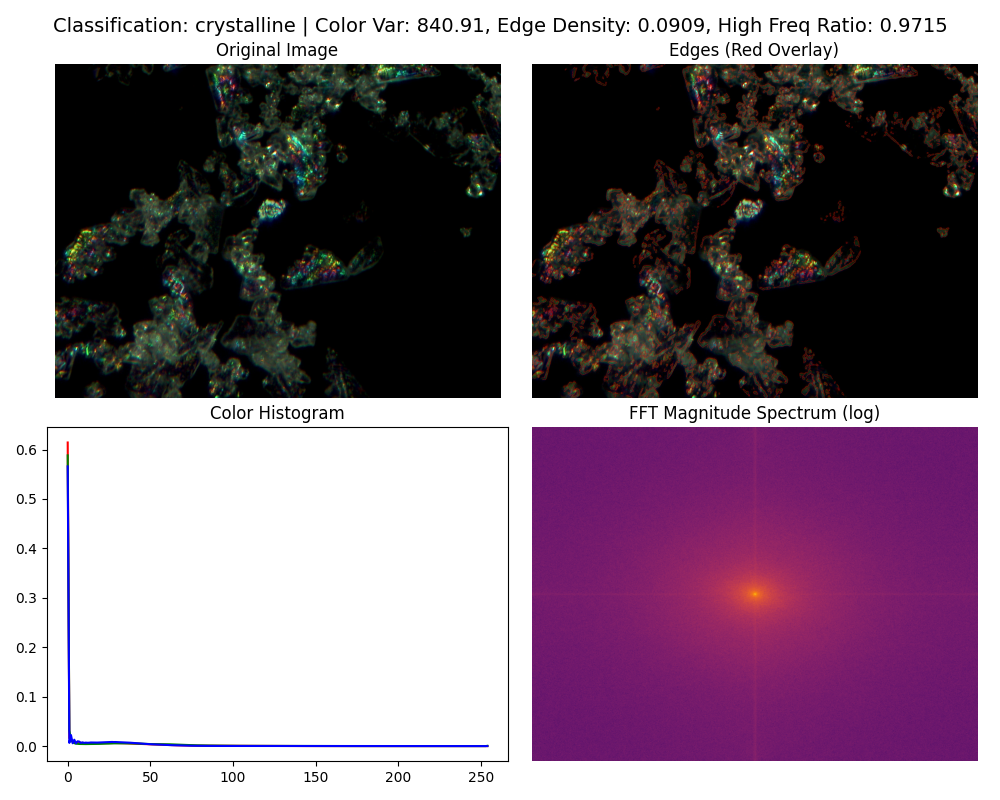 Classification: crystalline | Color Var: 840.91, Edge Density: 0.0909, High Freq Ratio: 0.9715
Original Image
Edges (Red Overlay)
Color Histogram
FFT Magnitude Spectrum (log)
0.6
0.5
0.4
0.3
0.2
0.1
0.0
0
50
100
150
200
250